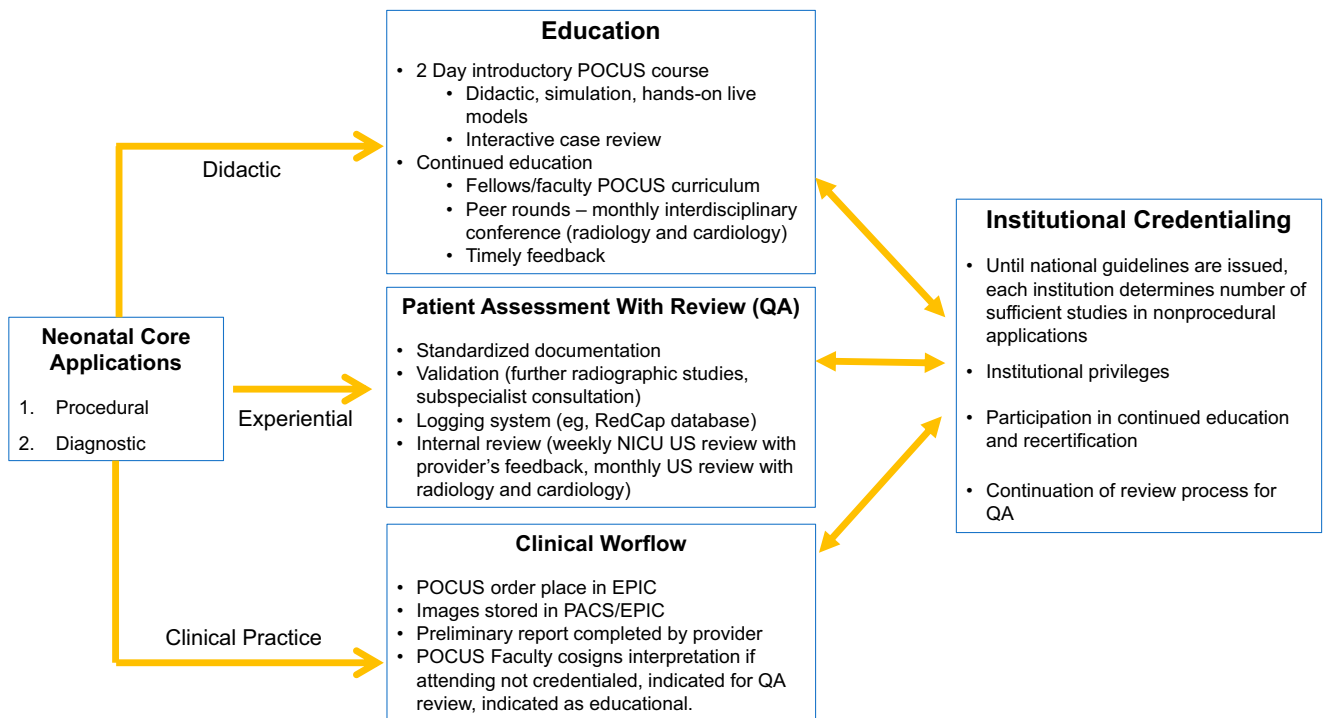 Neonatal Core
Applications
1. Procedural
2. Diagnostic
Didactic
Experiential
Clinical Practice
Education
• 2 Day introductory POCUS course
• Didactic, simulation, hands-on live
models
• Interactive case review
• Continued education
• Fellows/faculty POCUS curriculum
• Peer rounds – monthly interdisciplinary
conference (radiology and cardiology)
• Timely feedback
Patient Assessment With Review (QA)
• Standardized documentation
• Validation (further radiographic studies,
subspecialist consultation)
• Logging system (eg, RedCap database)
• Internal review (weekly NICU US review with
provider’s feedback, monthly US review with
radiology and cardiology)
Clinical Worflow
• POCUS order place in EPIC
• Images stored in PACS/EPIC
• Preliminary report completed by provider
• POCUS Faculty cosigns interpretation if
attending not credentialed, indicated for QA
review, indicated as educational.
Institutional Credentialing
• Until national guidelines are issued,
each institution determines number of
sufficient studies in nonprocedural
applications
• Institutional privileges
• Participation in continued education
and recertification
• Continuation of review process for
QA